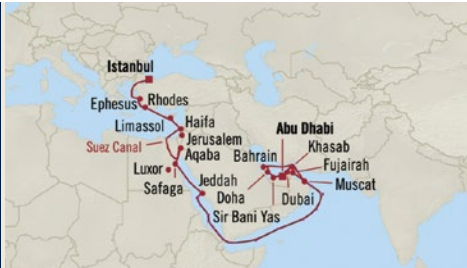 Istanbul
Ephesus
Rhodes
Limassol
Haifa
Suez Canal
Jerusalem
Aqaba
Luxor
Safaga
Jeddah
Abu Dhabi
Bahrain
Khasab
Fujairah
Muscat
Doha
Dubai
Sir Bani Yas